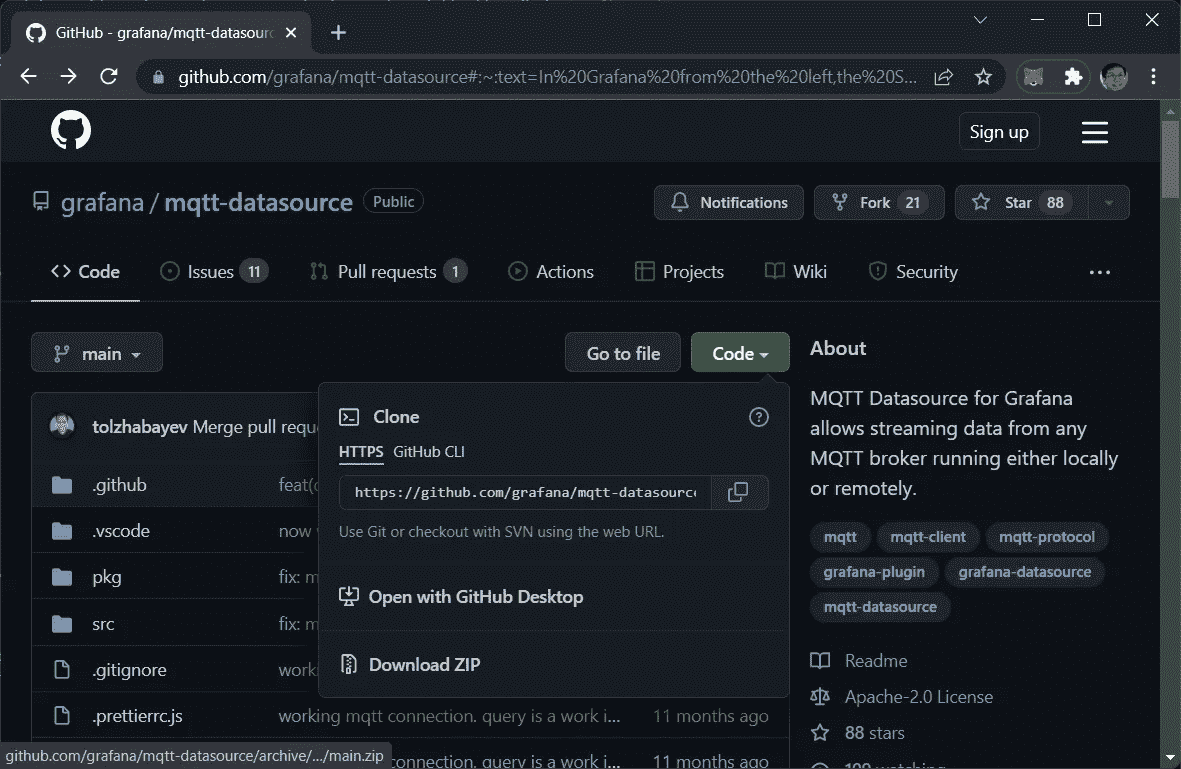 GitHub - grafana/mqtt-datasourc
github.com/grafana/mqtt-datasource#:~:text=In%20Grafana%20from%20the%20left,the%20S...
Sign up
grafana / mqtt-datasource Public
Notifications Fork 21 Star 88
Code Issues 11 Pull requests 1 Actions Projects Wiki Security
main Go to file Code
About
MQTT Datasource for Grafana
allows streaming data from any
MQTT broker running either locally
or remotely.
mqtt mqtt-client mqtt-protocol
grafana-plugin grafana-datasource
mqtt-datasource
Readme
Apache-2.0 License
88 stars
watching
tolzhabayev Merge pull requ
.github feat(
.vscode now
pkg fix: m
src fix: m
.gitignore work
.prettierrc.js working mqtt connection. query is a work i... 11 months ago
connection. query is a work i... 11 months ago
Clone
HTTPS GitHub CLI
https://github.com/grafana/mqtt-datasourc
Use Git or checkout with SVN using the web URL.
Open with GitHub Desktop
Download ZIP
github.com/grafana/mqtt-datasource/archive/.../main.zip